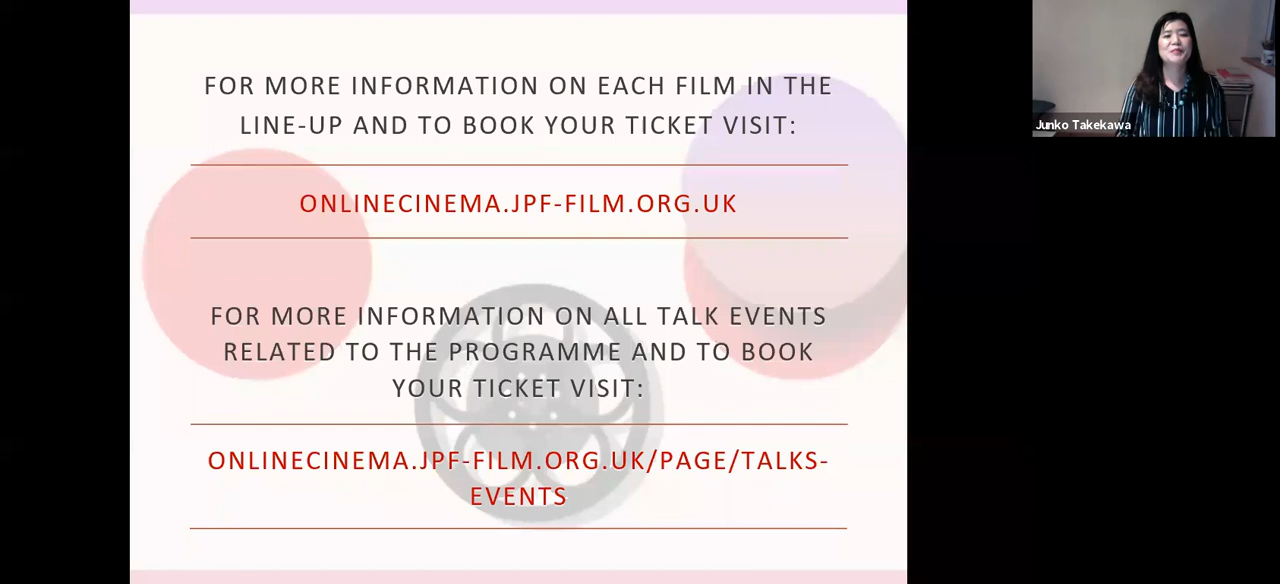 FOR MORE INFORMATION ON EACH FILM IN THE
LINE-UP AND TO BOOK YOUR TICKET VISIT:
ONLINECINEMA.JPF-FILM.ORG.UK
FOR MORE INFORMATION ON ALL TALK EVENTS
RELATED TO THE PROGRAMME AND TO BOOK
YOUR TICKET VISIT:
ONLINECINEMA.JPF-FILM.ORG.UK/PAGE/TALKS-
EVENTS
Junko Takekawa